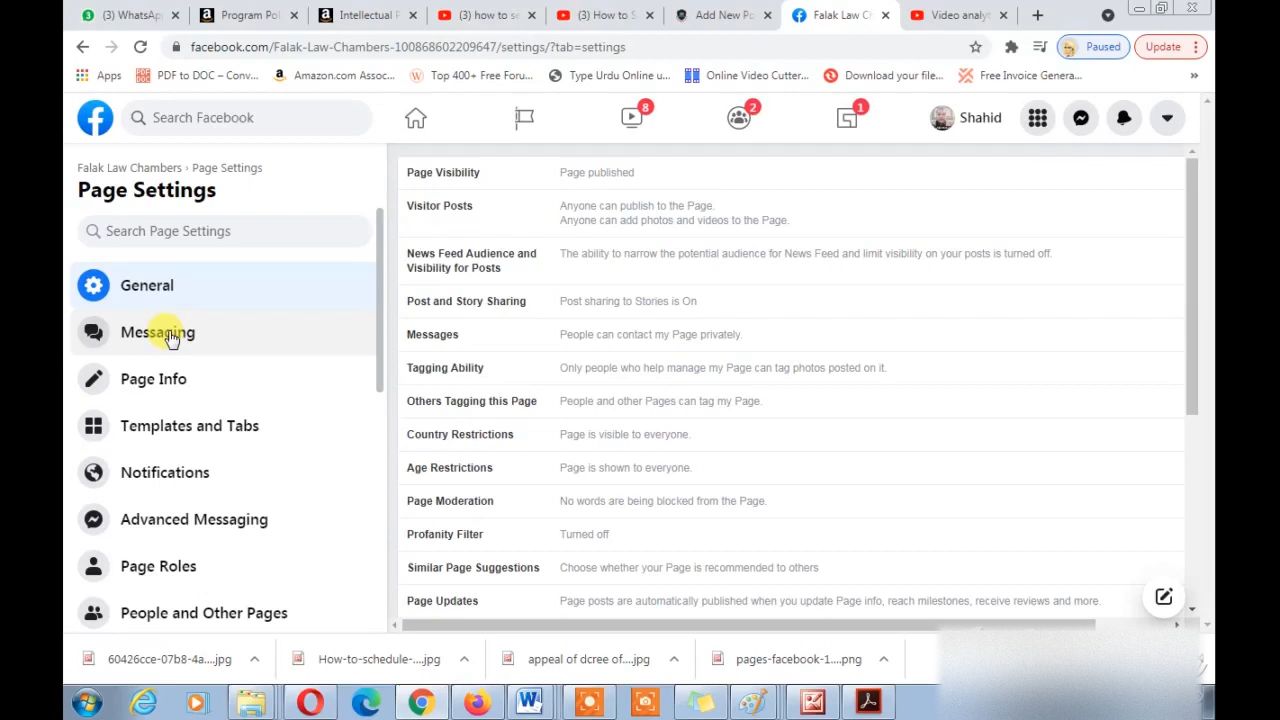 (3) WhatsApp
Program Pol
Intellectual P
(3) how to se
(3) How to S
Add New Po
Falak Law Ch
Video analyt
facebook.com/Falak-Law-Chambers-100868602209647/settings/?tab=settings
Paused
Update
Apps
PDF to DOC – Conv...
Amazon.com Assoc...
Top 400+ Free Foru...
Type Urdu Online u...
Online Video Cutter...
Download your file...
Free Invoice Genera...
»
Search Facebook
8
2
1
Shahid
Falak Law Chambers › Page Settings
Page Settings
Search Page Settings
General
Messaging
Page Info
Templates and Tabs
Notifications
Advanced Messaging
Page Roles
People and Other Pages
Page Visibility Page published
Visitor Posts Anyone can publish to the Page.
Anyone can add photos and videos to the Page.
News Feed Audience and The ability to narrow the potential audience for News Feed and limit visibility on your posts is turned off.
Visibility for Posts
Post and Story Sharing Post sharing to Stories is On
Messages People can contact my Page privately.
Tagging Ability Only people who help manage my Page can tag photos posted on it.
Others Tagging this Page People and other Pages can tag my Page.
Country Restrictions Page is visible to everyone.
Age Restrictions Page is shown to everyone.
Page Moderation No words are being blocked from the Page.
Profanity Filter Turned off
Similar Page Suggestions Choose whether your Page is recommended to others
Page Updates Page posts are automatically published when you update Page info, reach milestones, receive reviews and more.
60426cce-07b8-4a....jpg
How-to-schedule-....jpg
appeal of dcree of....jpg
pages-facebook-1....png